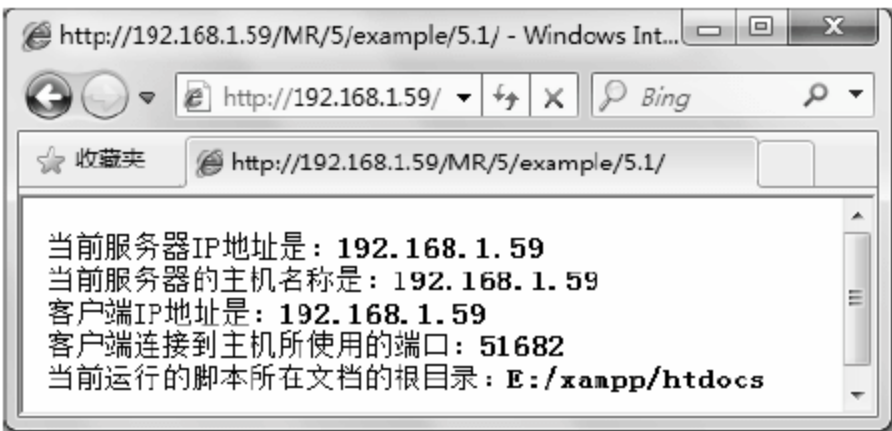 http://192.168.1.59/MR/5/example/5.1/ - Windows Int...
http://192.168.1.59/
Bing
收藏夹
http://192.168.1.59/MR/5/example/5.1/
当前服务器IP地址是：192.168.1.59
当前服务器的主机名称是：192.168.1.59
客户端IP地址是：192.168.1.59
客户端连接到主机所使用的端口：51682
当前运行的脚本所在文档的根目录：E:/xampp/htdocs